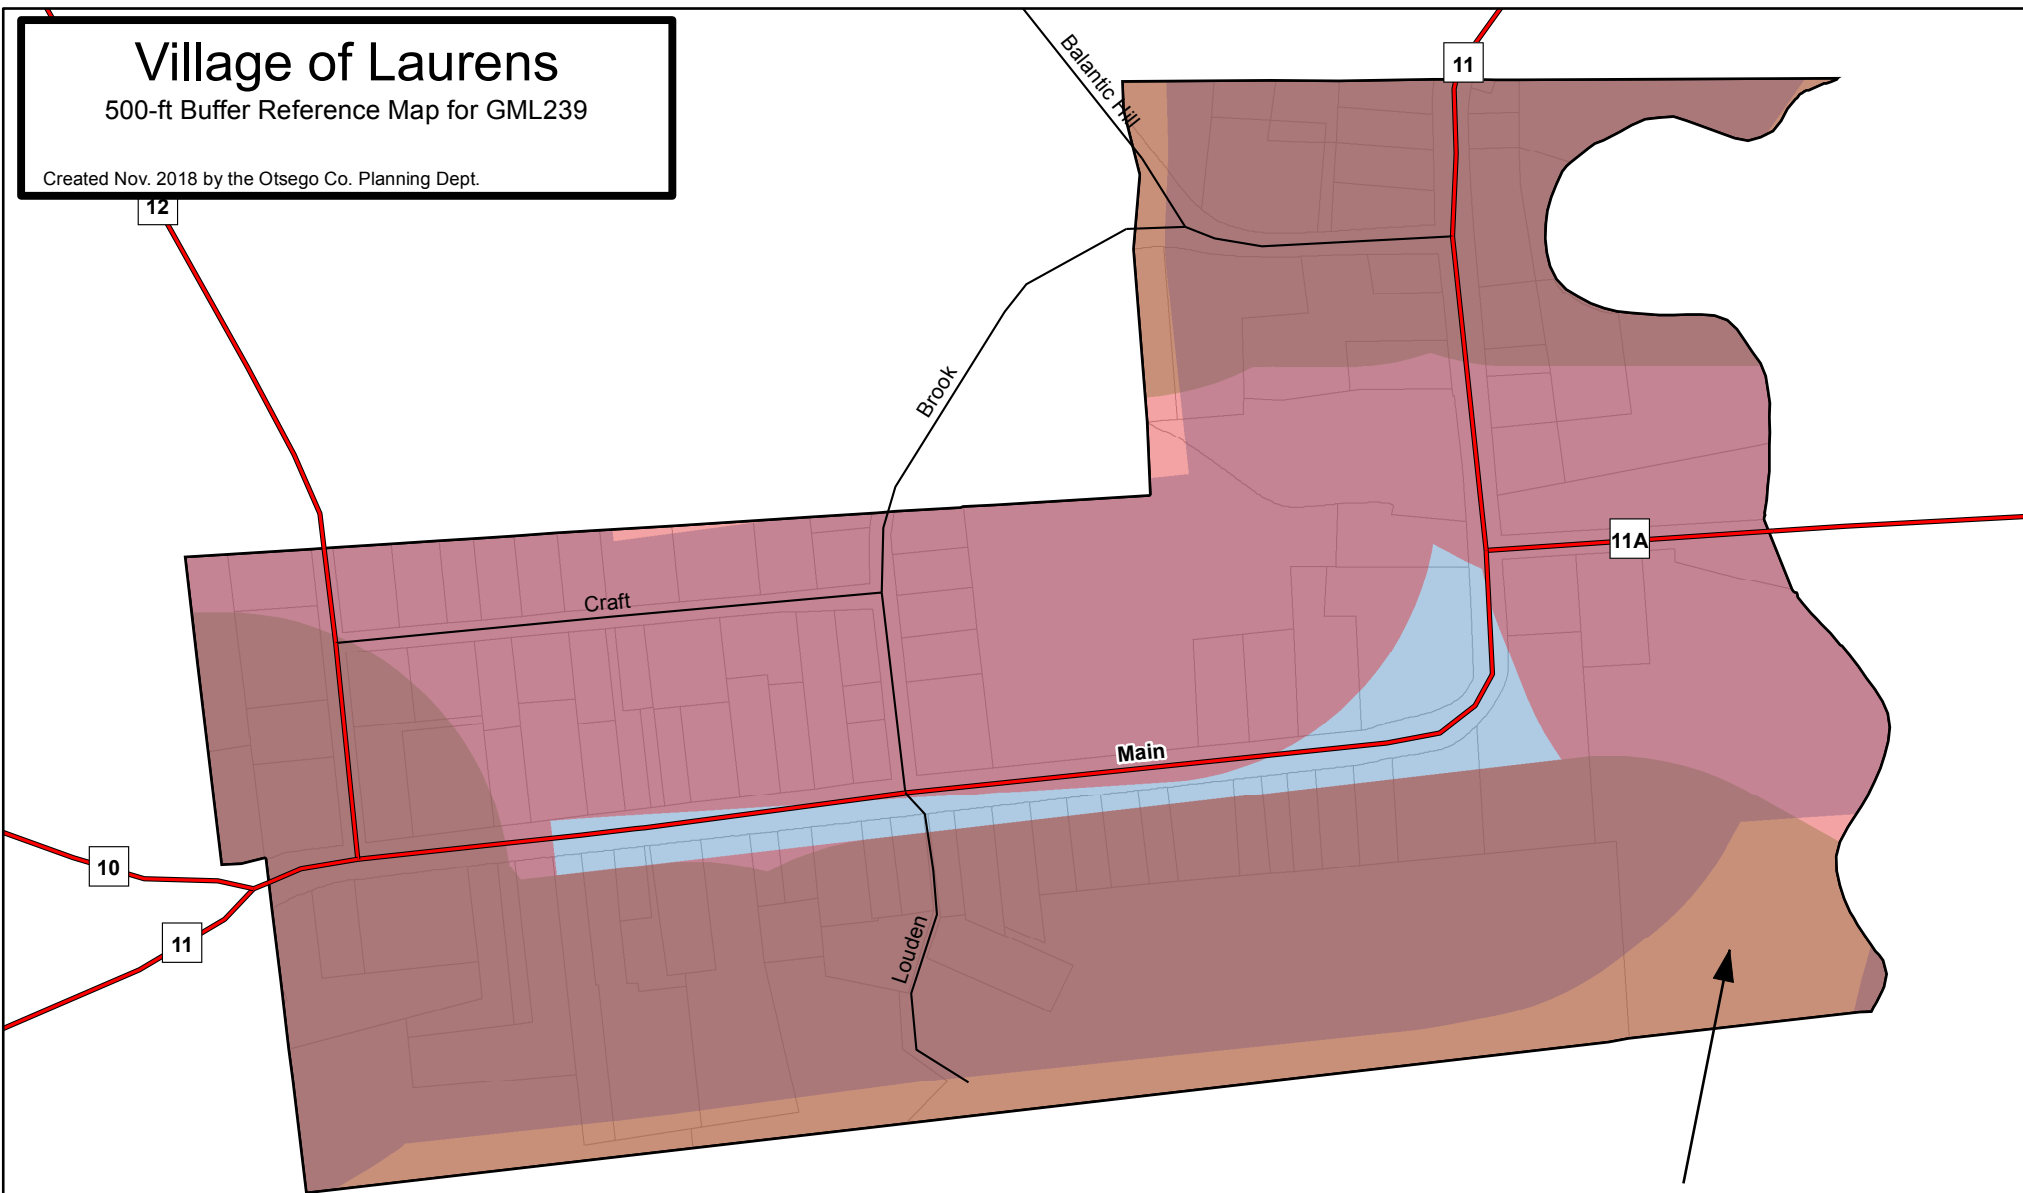 Village of Laurens
500-ft Buffer Reference Map for GML239
Created Nov. 2018 by the Otsego Co. Planning Dept.
11
Balantic Hill
12
Brook
11A
Craft
Main
10
11
Louden